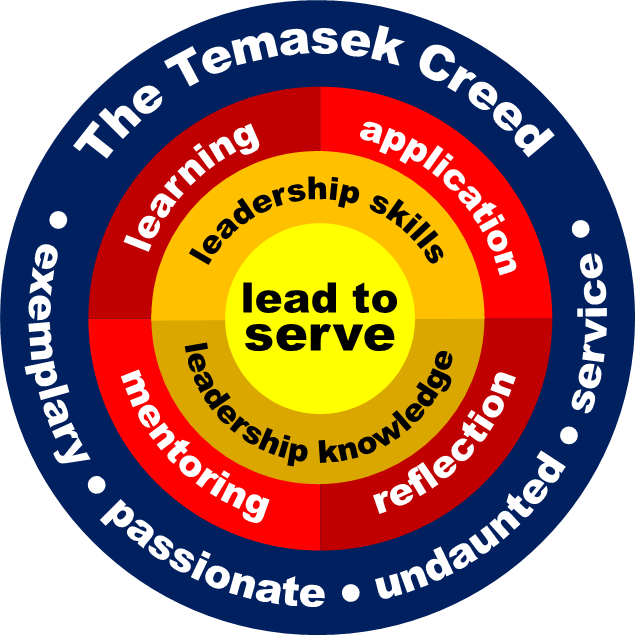 The Temasek Creed
• exemplary • passionate • undaunted • service •
learning
application
mentoring
reflection
leadership skills
leadership knowledge
lead to
serve